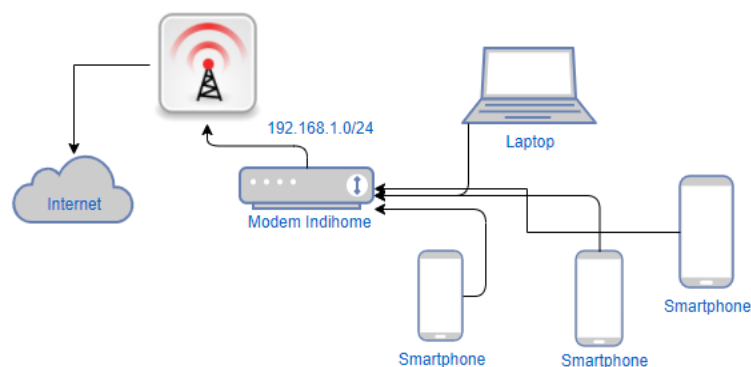 192.168.1.0/24
Laptop
Internet
Modem Indihome
Smartphone
Smartphone
Smartphone